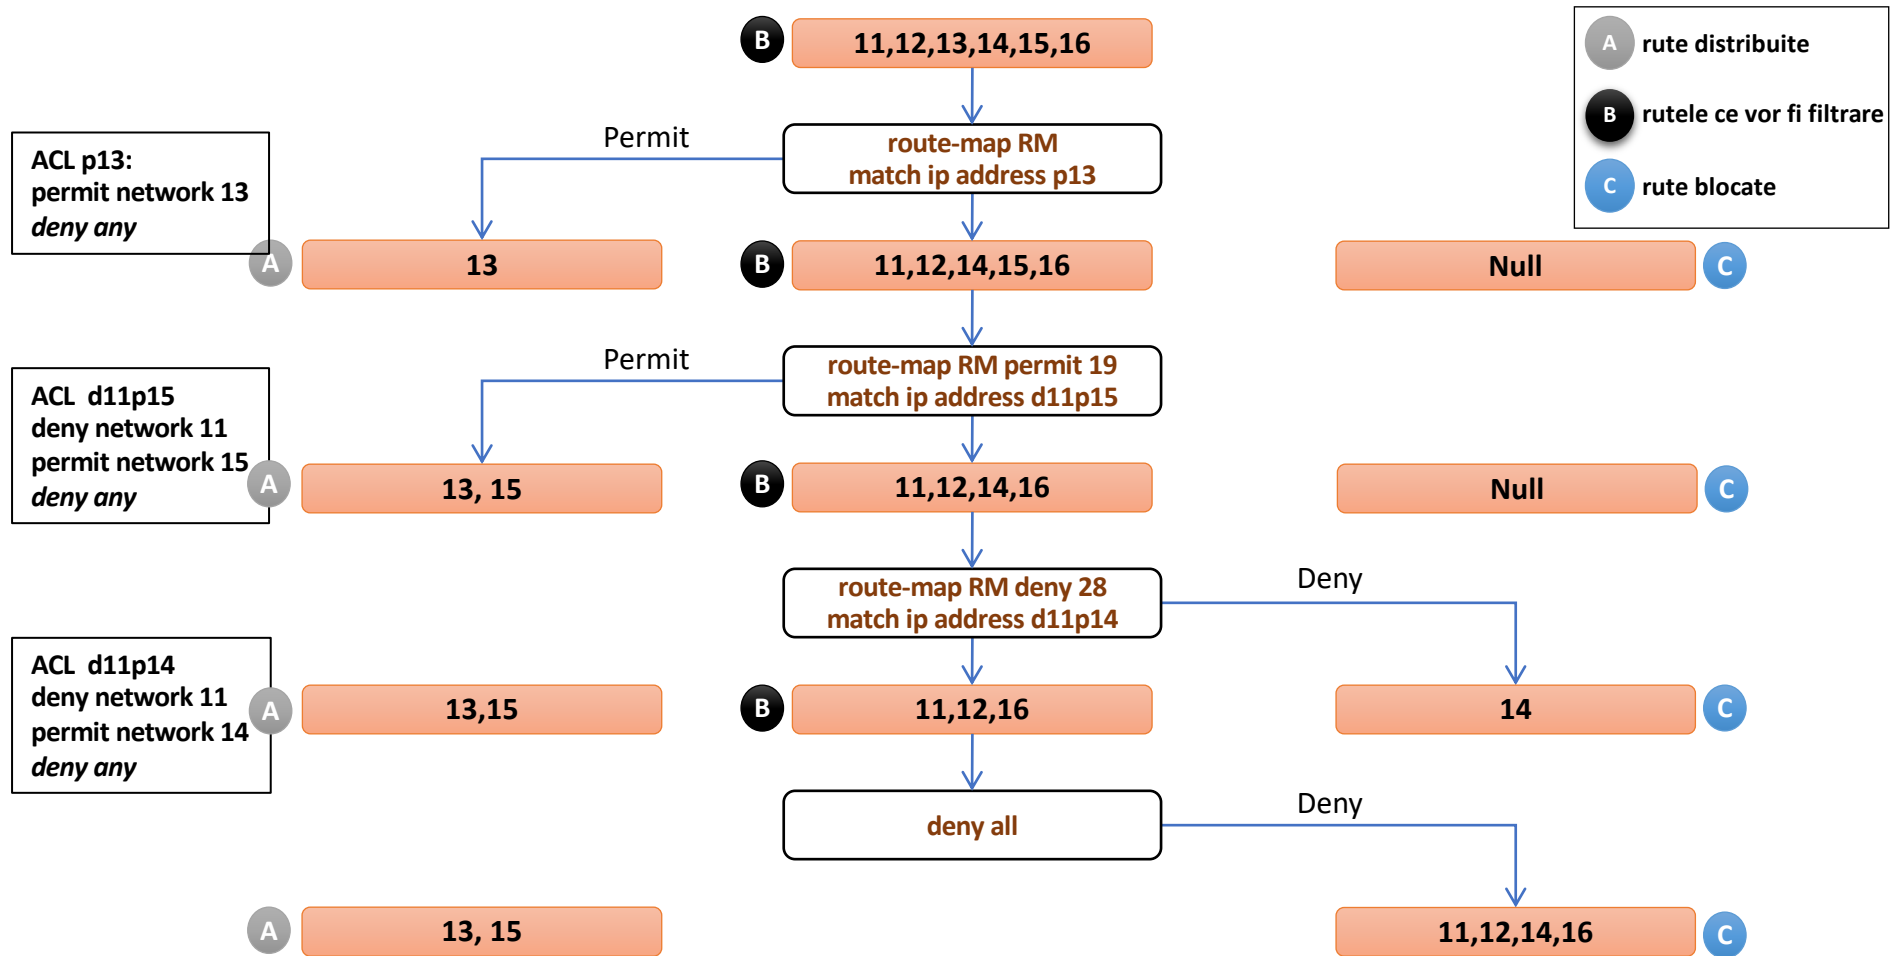 B
11,12,13,14,15,16
A
rute distribuite
B
rutele ce vor fi filtrare
C
rute blocate
ACL p13:
permit network 13
deny any
Permit
route-map RM
match ip address p13
A
13
B
11,12,14,15,16
Null
C
ACL d11p15
deny network 11
permit network 15
deny any
Permit
route-map RM permit 19
match ip address d11p15
A
13, 15
B
11,12,14,16
Null
C
route-map RM deny 28
match ip address d11p14
Deny
ACL d11p14
deny network 11
permit network 14
deny any
A
13,15
B
11,12,16
14
C
deny all
Deny
A
13, 15
11,12,14,16
C